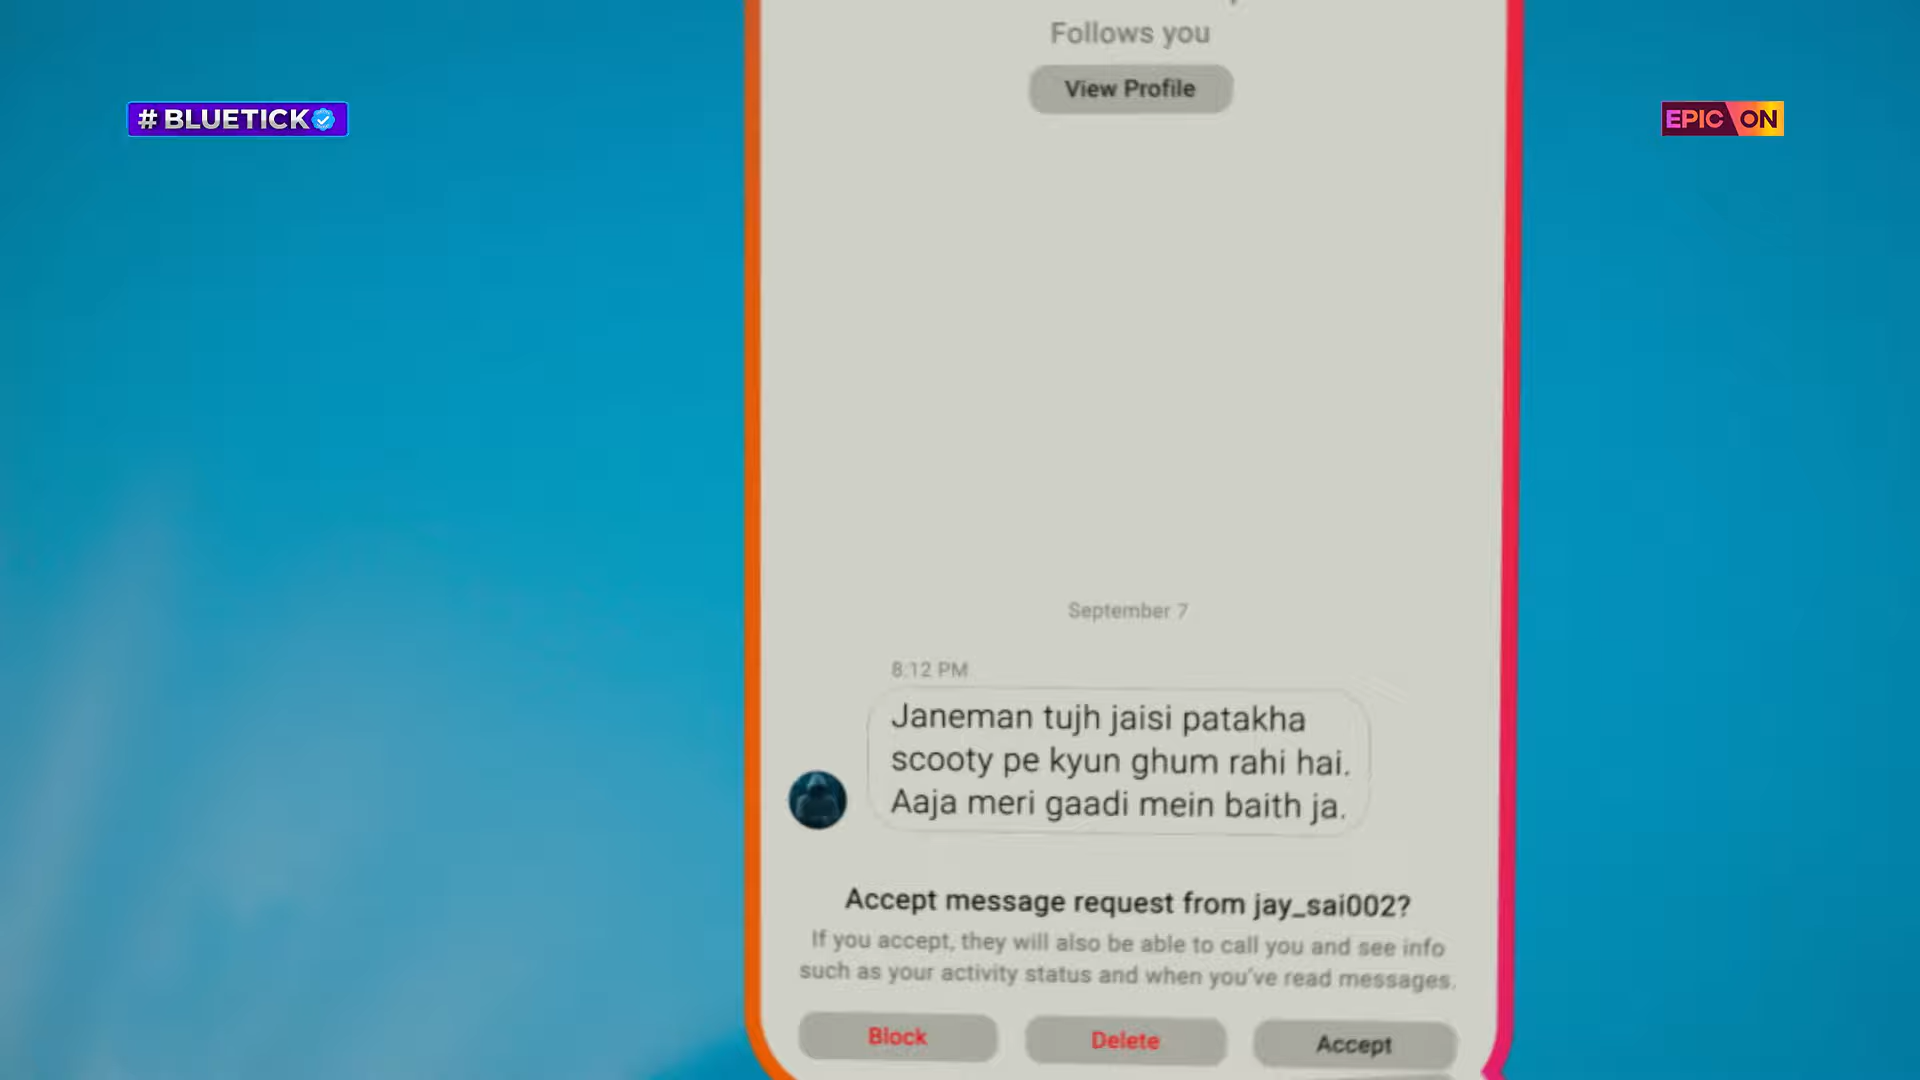 Follows you
View Profile
# BLUETICK
EPIC ON
September 7
8:12 PM
Janeman tujh jaisi patakha
scooty pe kyun ghum rahi hai.
Aaja meri gaadi mein baith ja.
Accept message request from jay_sai002?
If you accept, they will also be able to call you and see info
such as your activity status and when you've read messages.
Block
Delete
Accept